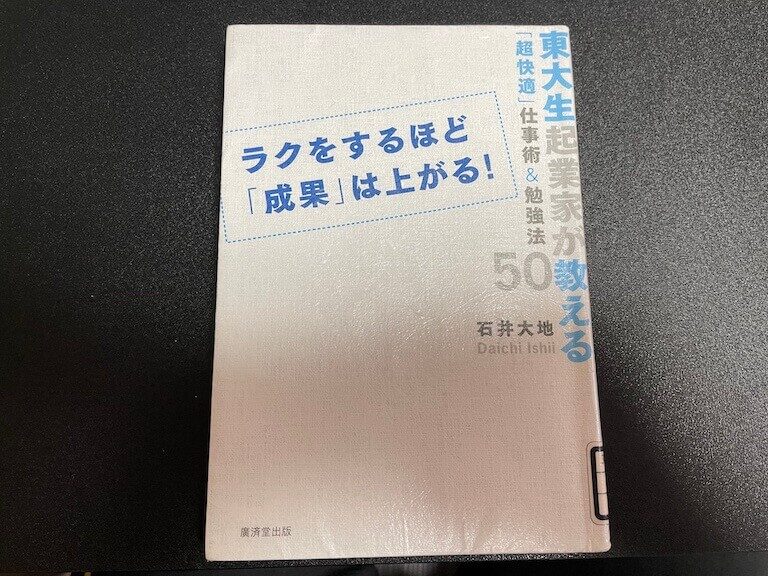 東大生起業家が教える
「超快適」仕事術&勉強法
50
ラクをするほど
「成果」は上がる!
石井大地
Daichi Ishii
廣済堂出版